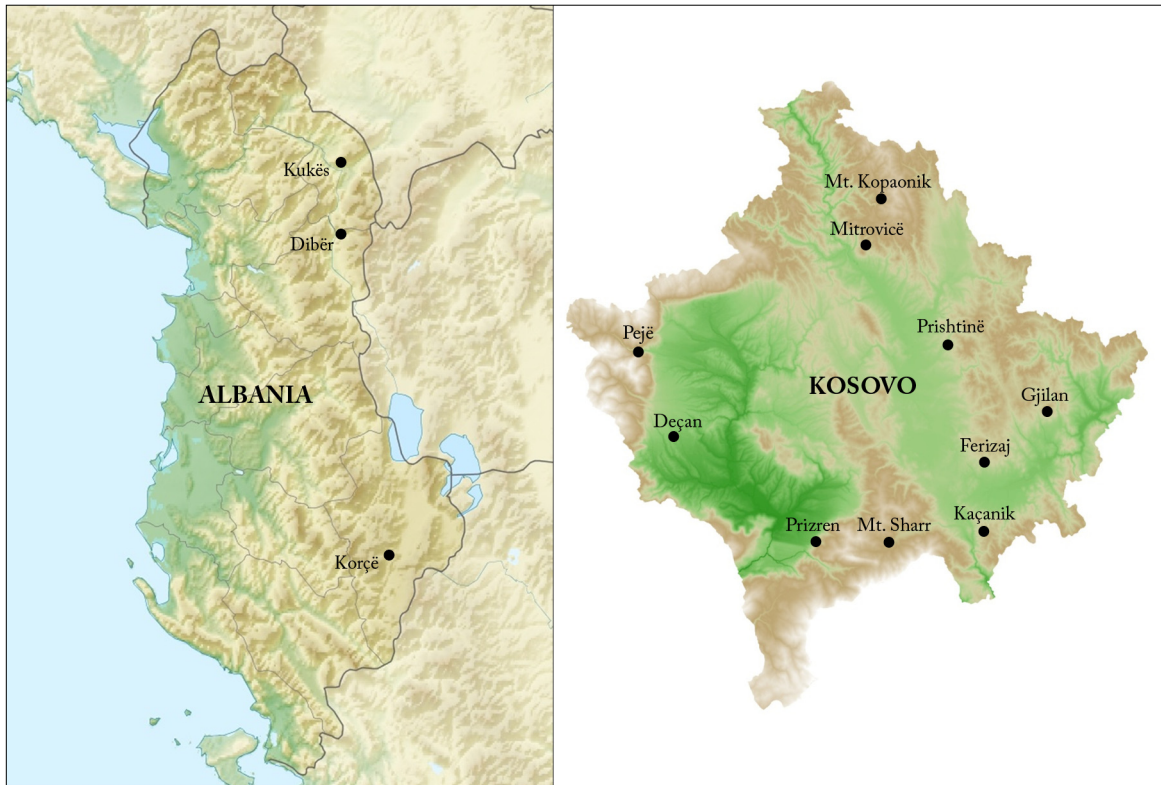 Kukës
Dibër
ALBANIA
Korçë
Mt. Kopaonik
Mitrovicë
Prishtinë
Pejë
KOSOVO
Gjilan
Deçan
Ferizaj
Kaçanik
Prizren
Mt. Sharr